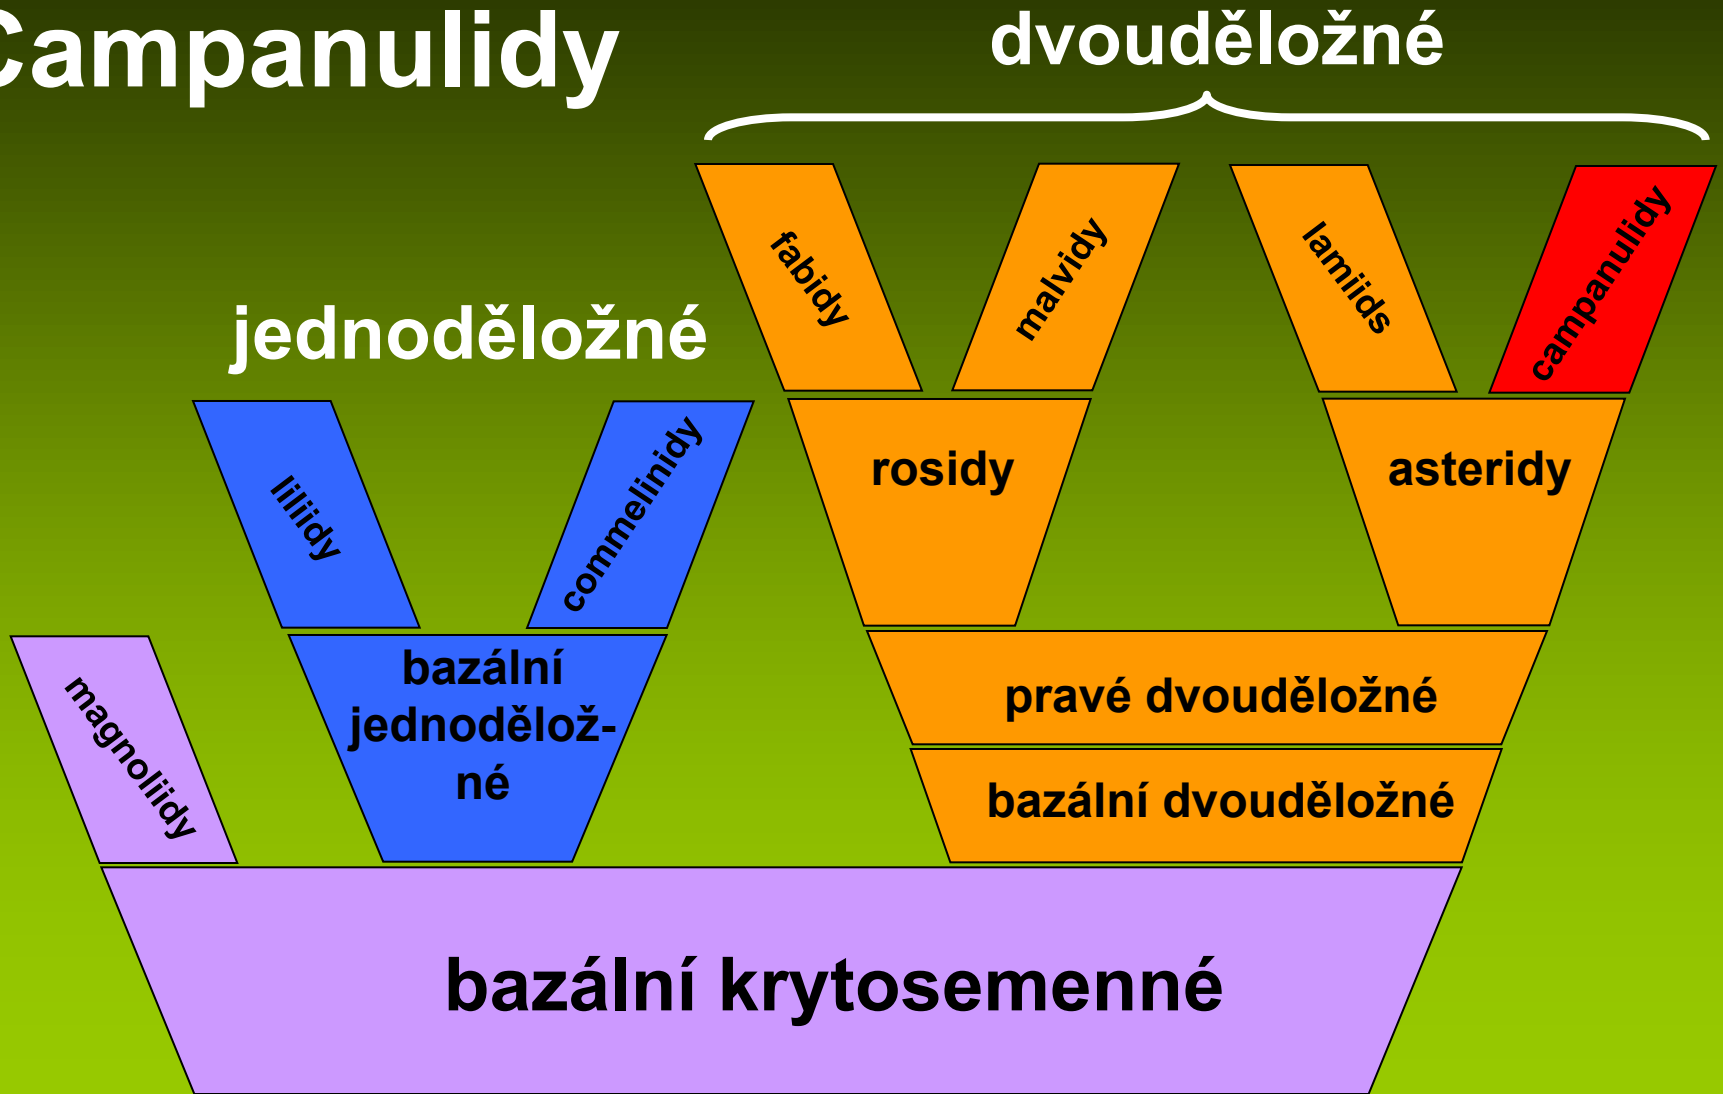 Campanulidy
dvouděložné
fabidy
malvidy
lamiids
campanulidy
jednoděložné
liliidy
commelinidy
rosidy
asteridy
magnoliidy
bazální
jednodělož-
né
pravé dvouděložné
bazální dvouděložné
bazální krytosemenné